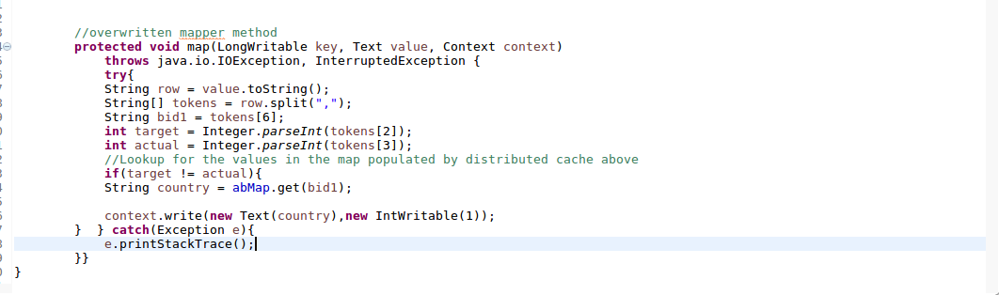 //overwritten mapper method
protected void map(LongWritable key, Text value, Context context)
throws java.io.IOException, InterruptedException {
try{
String row = value.toString();
String[] tokens = row.split(",");
String bid1 = tokens[6];
int target = Integer.parseInt(tokens[2]);
int actual = Integer.parseInt(tokens[3]);
//Lookup for the values in the map populated by distributed cache above
if(target != actual){
String country = abMap.get(bid1);
context.write(new Text(country),new IntWritable(1));
} } catch(Exception e){
e.printStackTrace();
}}
}